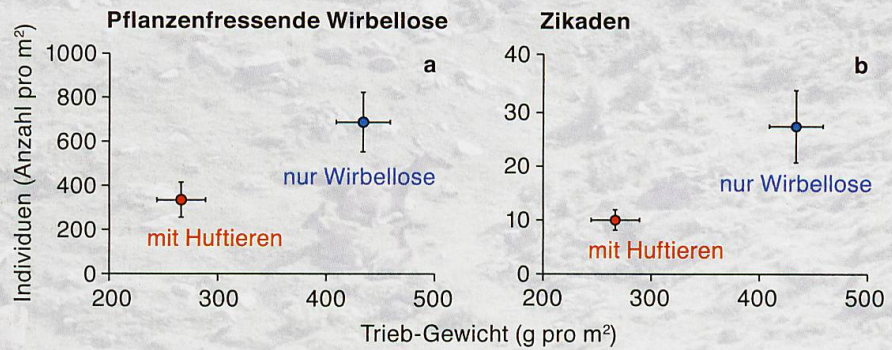 Pflanzenfressende Wirbellose
Zikaden
Individuen (Anzahl pro m²)
1000
800
600
400
200
0
a
nur Wirbellose
mit Huftieren
200 300 400 500
40
30
20
10
0
b
nur Wirbellose
mit Huftieren
200 300 400 500
Trieb-Gewicht (g pro m²)